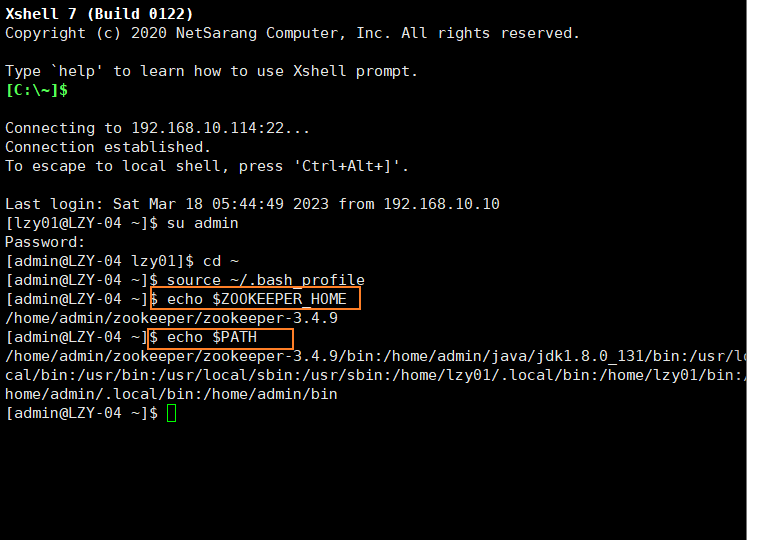 Xshell 7 (Build 0122)
Copyright (c) 2020 NetSarang Computer, Inc. All rights reserved.
Type `help' to learn how to use Xshell prompt.
[C:\~]$
Connecting to 192.168.10.114:22...
Connection established.
To escape to local shell, press 'Ctrl+Alt+]'.
Last login: Sat Mar 18 05:44:49 2023 from 192.168.10.10
[lzy01@LZY-04 ~]$ su admin
Password:
[admin@LZY-04 lzy01]$ cd ~
[admin@LZY-04 ~]$ source ~/.bash_profile
[admin@LZY-04 ~]$ echo $ZOOKEEPER_HOME
/home/admin/zookeeper/zookeeper-3.4.9
[admin@LZY-04 ~]$ echo $PATH
/home/admin/zookeeper/zookeeper-3.4.9/bin:/home/admin/java/jdk1.8.0_131/bin:/usr/lo
cal/bin:/usr/bin:/usr/local/sbin:/usr/sbin:/home/lzy01/.local/bin:/home/lzy01/bin:/
home/admin/.local/bin:/home/admin/bin
[admin@LZY-04 ~]$